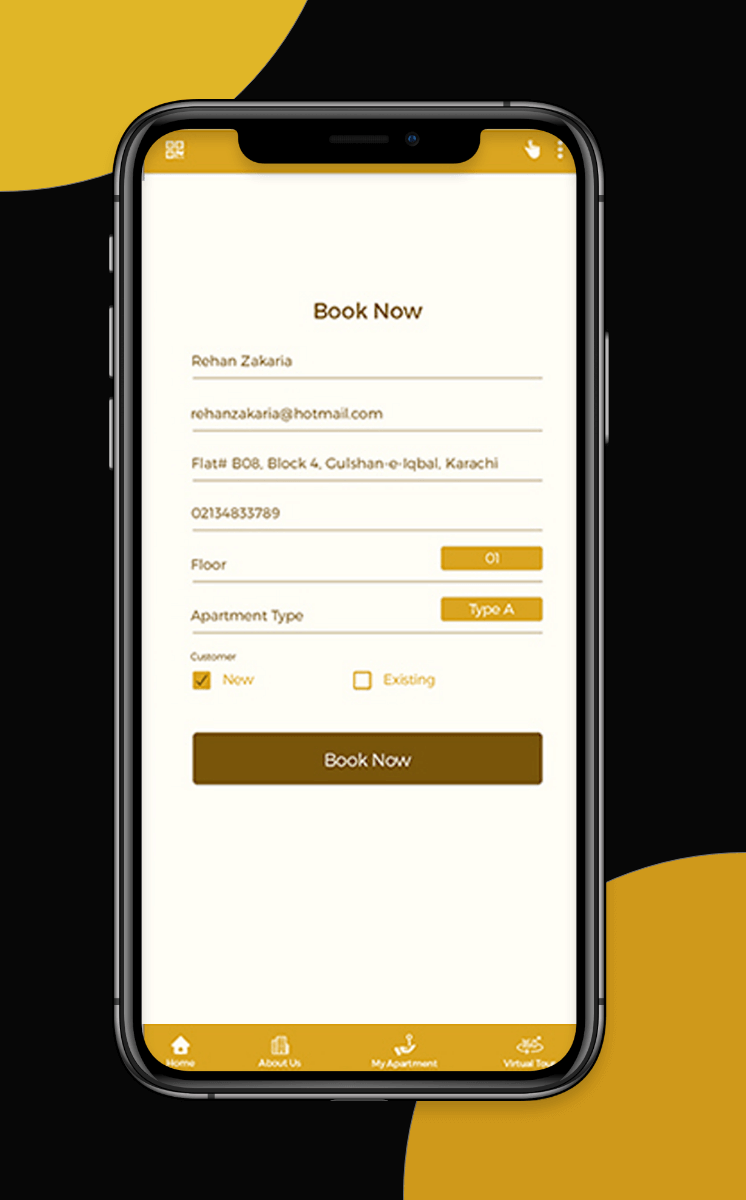 Book Now
Rehan Zakaria
rehanzakaria@hotmail.com
Flat# B08, Block 4, Gulshan-e-Iqbal, Karachi
02134833789
Floor 01
Apartment Type Type A
Customer
New Existing
Book Now
Home About Us My Apartment Virtual Tour